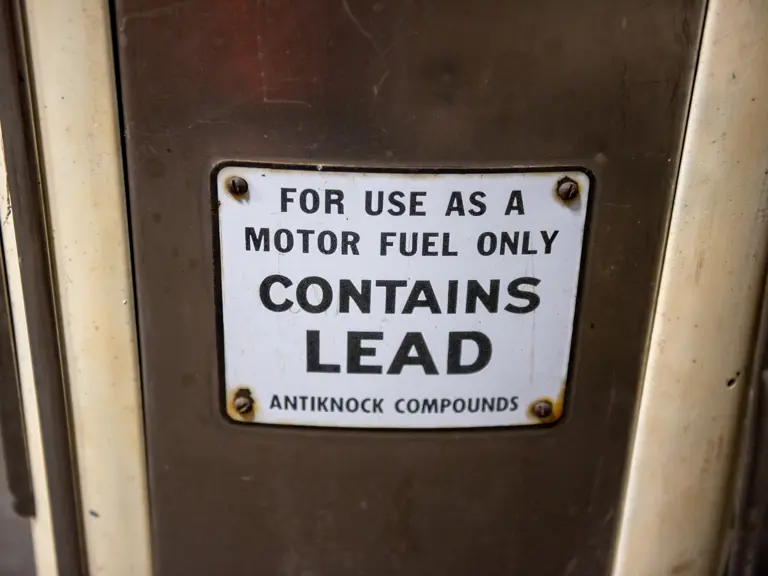 FOR USE AS A
MOTOR FUEL ONLY
CONTAINS
LEAD
ANTIKNOCK COMPOUNDS